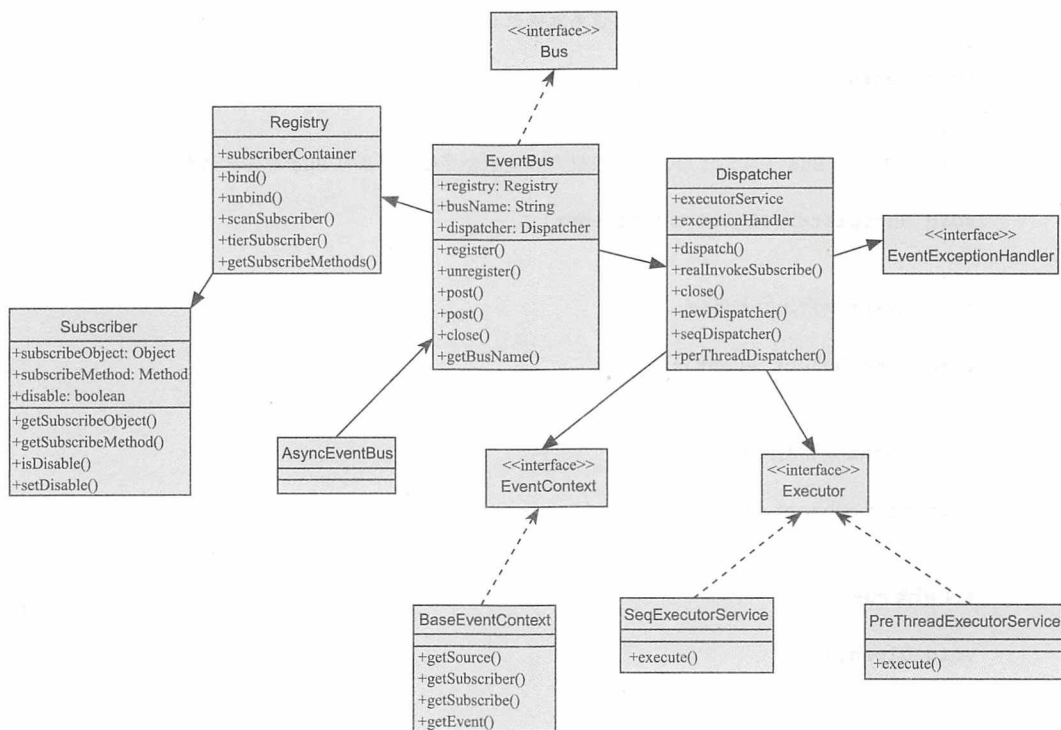 <<interface>>
Bus
Registry
+subscriberContainer
+bind()
+unbind()
+scanSubscriber()
+tierSubscriber()
+getSubscribeMethods()
EventBus
+registry: Registry
+busName: String
+dispatcher: Dispatcher
+register()
+unregister()
+post()
+post()
+close()
+getBusName()
Dispatcher
+executorService
+exceptionHandler
+dispatch()
+realInvokeSubscribe()
+close()
+newDispatcher()
+seqDispatcher()
+perThreadDispatcher()
<<interface>>
EventExceptionHandler
Subscriber
+subscribeObject: Object
+subscribeMethod: Method
+disable: boolean
+getSubscribeObject()
+getSubscribeMethod()
+isDisable()
+setDisable()
AsyncEventBus
<<interface>>
EventContext
<<interface>>
Executor
BaseEventContext
+getSource()
+getSubscriber()
+getSubscribe()
+getEvent()
SeqExecutorService
+execute()
PreThreadExecutorService
+execute()